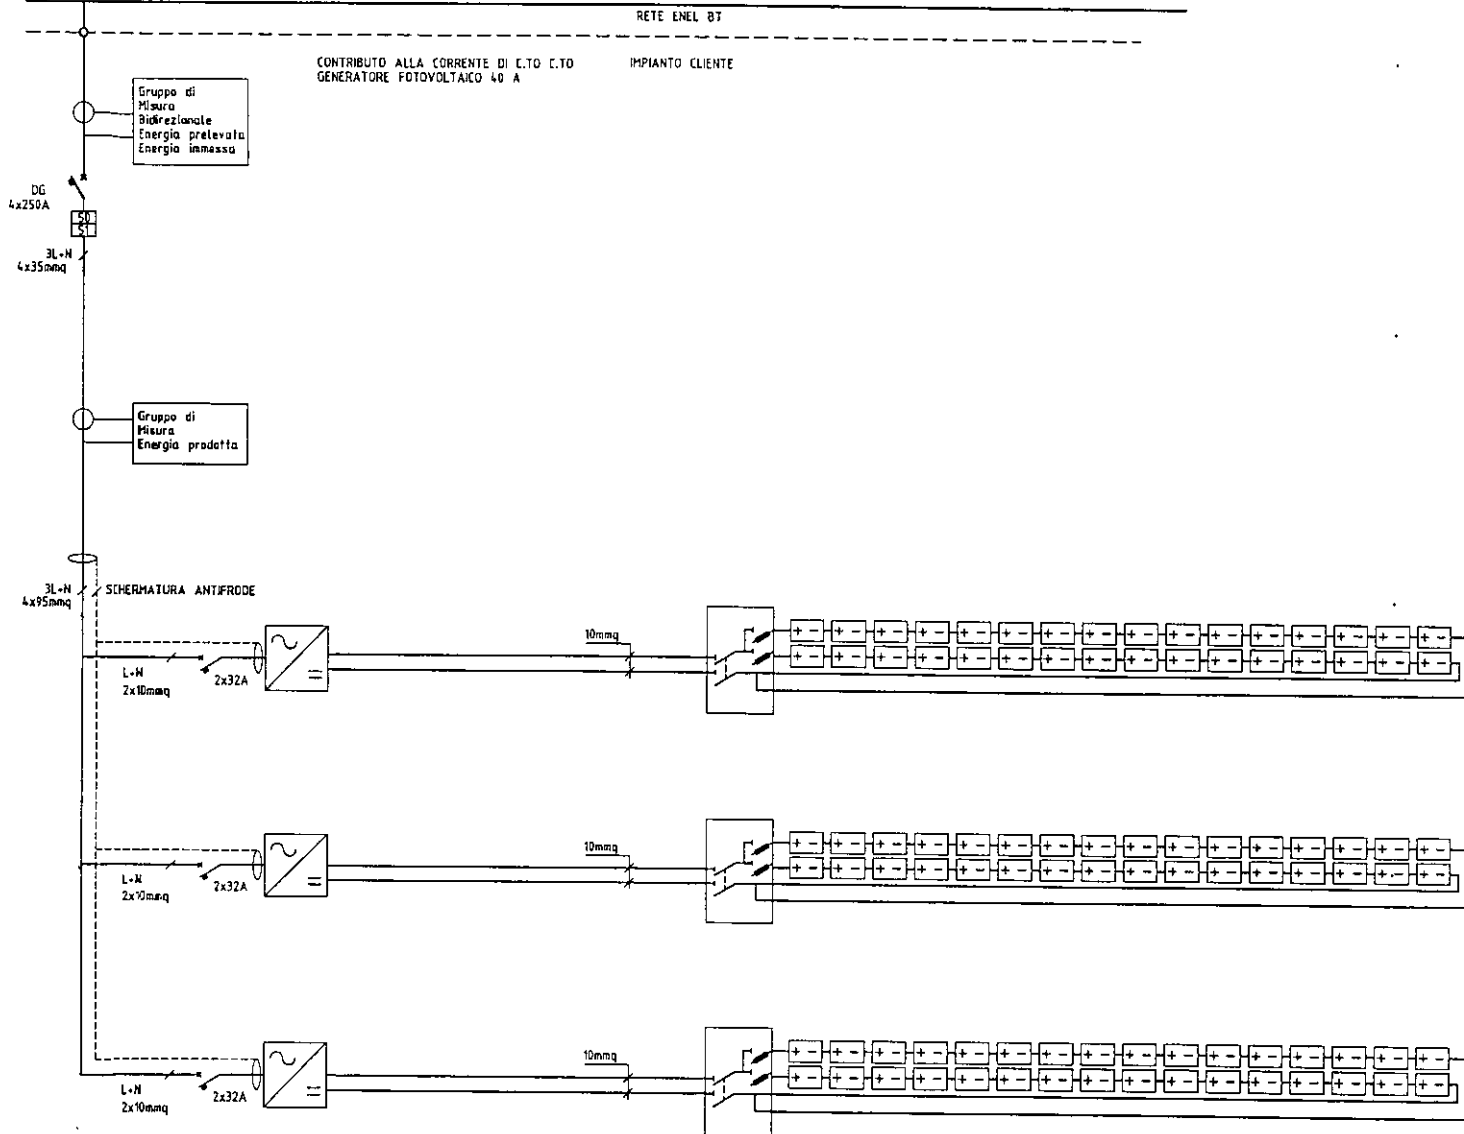 RETE ENEL BT
CONTRIBUTO ALLA CORRENTE DI C.TO C.TO
GENERATORE FOTOVOLTAICO 40 A
IMPIANTO CLIENTE
Gruppo di
Misura
Bidirezionale
Energia prelevata
Energia immessa
DG
4x250A
50
51
3L+N
4x35mmq
Gruppo di
Misura
Energia prodotta
3L+N
4x95mmq
SCHERMATURA ANTIFRODE
L+N
2x10mmq
2x32A
10mmq
L+N
2x10mmq
2x32A
10mmq
L+N
2x10mmq
2x32A
10mmq